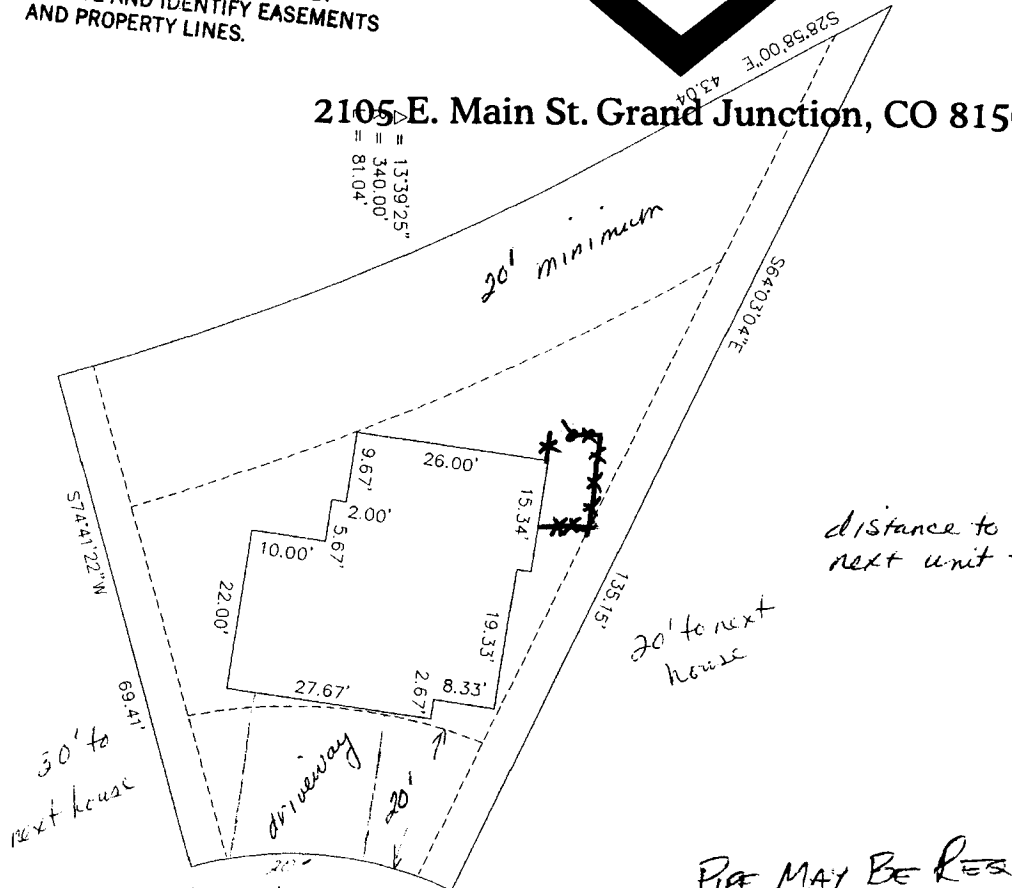 AND IDENTIFY EASEMENTS
AND PROPERTY LINES.
2105 E. Main St. Grand Junction, CO 815
S28°58'00"E
43.04
Δ = 13°39'25"
= 340.00'
= 81.04'
20' minimum
S64°03'04"E
135.15'
26.00'
9.67'
2.00'
5.67'
10.00'
22.00'
15.34'
19.33'
27.67'
2.67'
8.33'
S74°41'22"W
69.41'
distance to
next unit
20' to next
house
30' to
next house
driveway
20'
20'
PIPE MAY BE